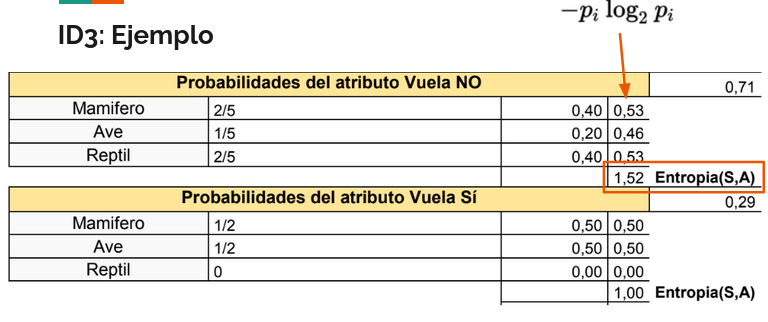 −pᵢ log₂ pᵢ
ID3: Ejemplo
Probabilidades del atributo Vuela NO 0,71
Mamifero 2/5 0,40 0,53
Ave 1/5 0,20 0,46
Reptil 2/5 0,40 0,53
1,52 Entropia(S,A)
Probabilidades del atributo Vuela Sí 0,29
Mamifero 1/2 0,50 0,50
Ave 1/2 0,50 0,50
Reptil 0 0,00 0,00
1,00 Entropia(S,A)